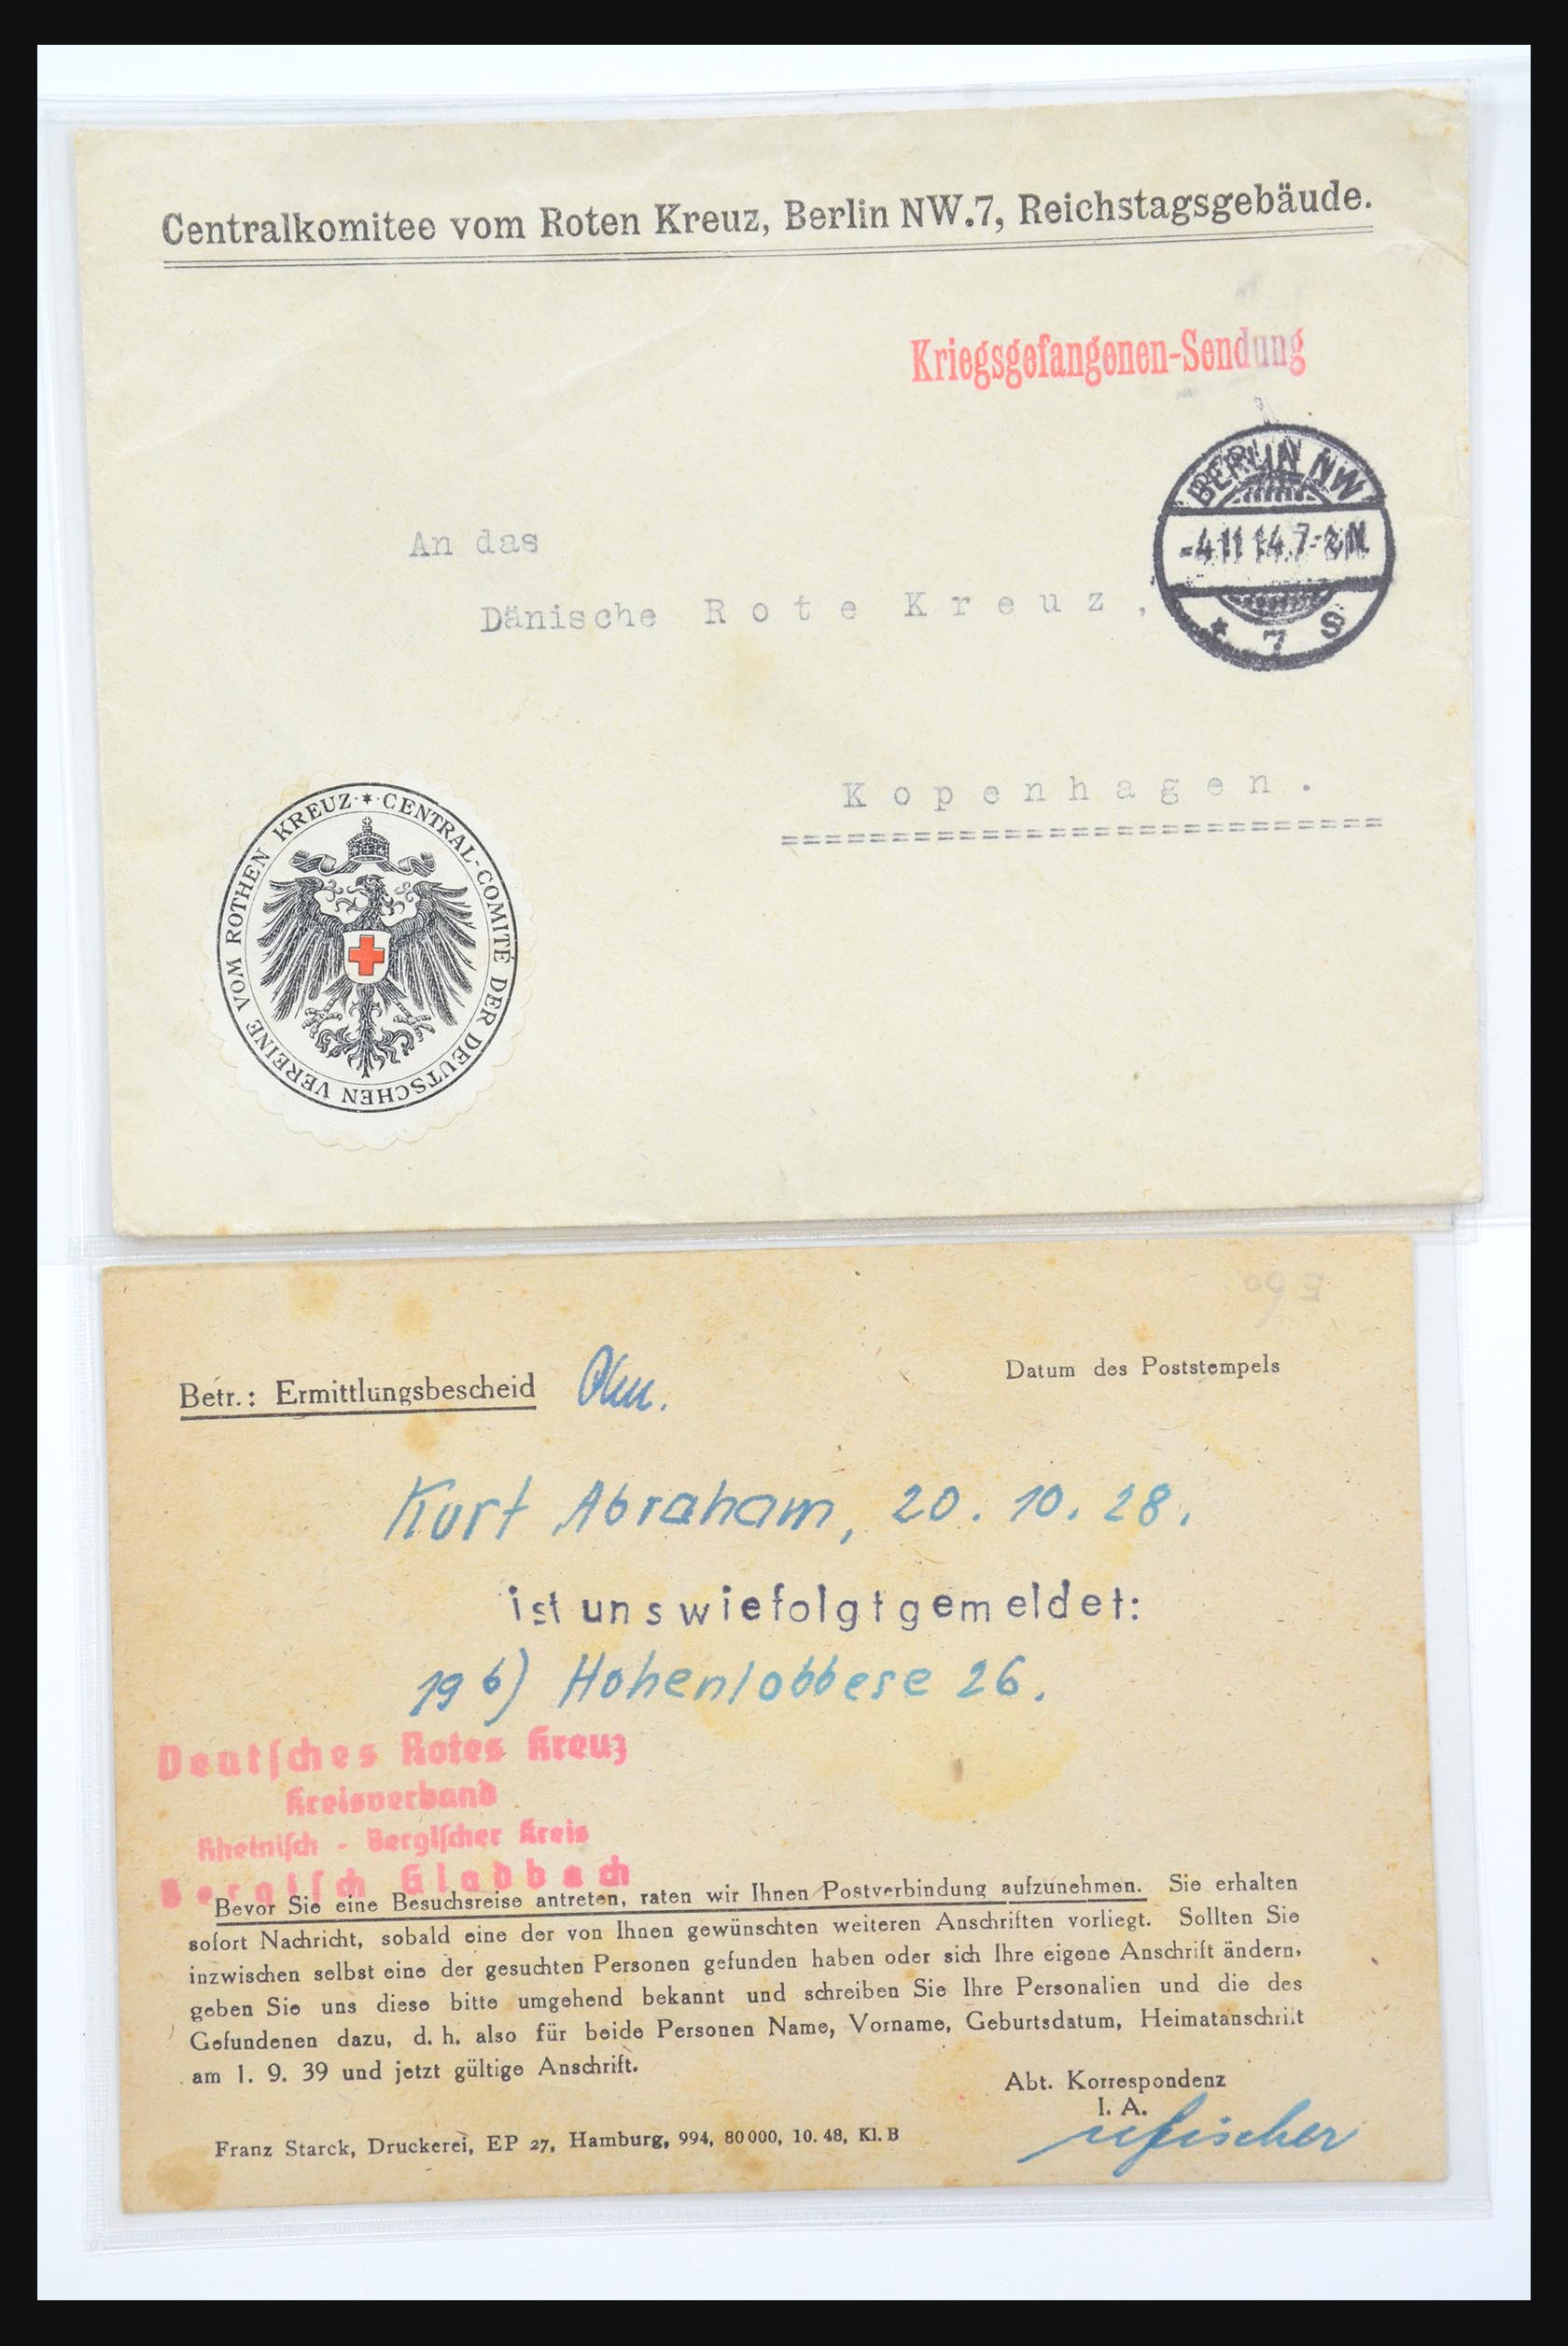 Centralkomitee vom Roten Kreuz, Berlin NW.7, Reichstagsgebäude.
Kriegsgefangenen-Sendung
BERLIN NW
-4.11 14.7-8N.
* 7 S
An das
Dänische Rote Kreuz,
Kopenhagen.
============================
CENTRAL-COMITÉ DER DEUTSCHEN VEREINE VOM ROTHEN KREUZ
Betr.: Ermittlungsbescheid
Datum des Poststempels
Kurt Abraham, 20. 10. 28.
ist uns wie folgt gemeldet:
19 b) Hohenlobbese 26.
Deutsches Rotes Kreuz
Kreisverband
Rheinisch - Bergischer Kreis
Bergisch Gladbach
Bevor Sie eine Besuchsreise antreten, raten wir Ihnen Postverbindung aufzunehmen. Sie erhalten
sofort Nachricht, sobald eine der von Ihnen gewünschten weiteren Anschriften vorliegt. Sollten Sie
inzwischen selbst eine der gesuchten Personen gefunden haben oder sich Ihre eigene Anschrift ändern,
geben Sie uns diese bitte umgehend bekannt und schreiben Sie Ihre Personalien und die des
Gefundenen dazu, d. h. also für beide Personen Name, Vorname, Geburtsdatum, Heimatanschrift
am 1. 9. 39 und jetzt gültige Anschrift.
Abt. Korrespondenz
I. A.
Franz Starck, Druckerei, EP 27, Hamburg, 994, 80000, 10. 48, Kl. B